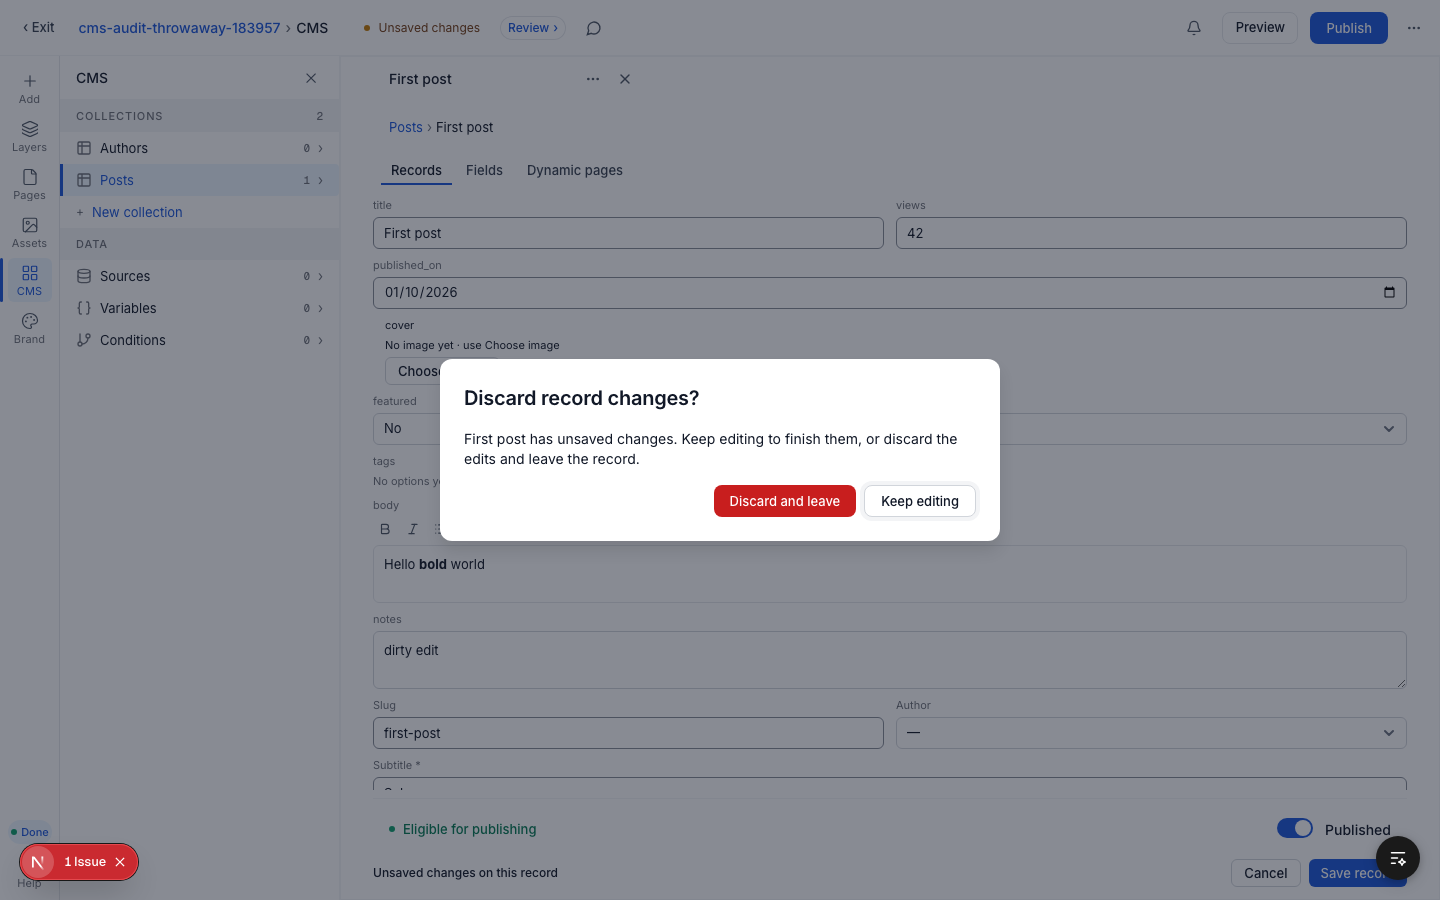 ‹ Exit
cms-audit-throwaway-183957 › CMS
Unsaved changes
Review ›
Preview
Publish
Add
Layers
Pages
Assets
CMS
Brand
CMS
COLLECTIONS 2
Authors 0 ›
Posts 1 ›
+ New collection
DATA
Sources 0 ›
Variables 0 ›
Conditions 0 ›
First post
Posts › First post
Records Fields Dynamic pages
title
First post
views
42
published_on
01/10/2026
cover
No image yet · use Choose image
featured
No
tags
No options
body
B I
Hello bold world
notes
dirty edit
Slug
first-post
Author
—
Subtitle *
Discard record changes?
First post has unsaved changes. Keep editing to finish them, or discard the
edits and leave the record.
Discard and leave
Keep editing
Eligible for publishing
Published
Unsaved changes on this record
Cancel
Save
Done
N 1 Issue
Help